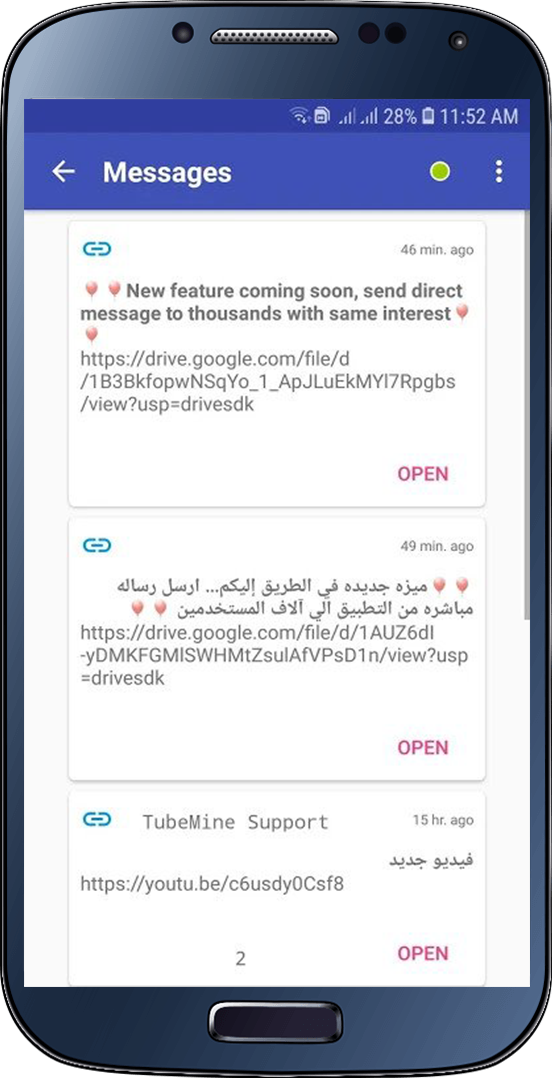 28% 11:52 AM
Messages
46 min. ago
🎈🎈New feature coming soon, send direct
message to thousands with same interest🎈
🎈
https://drive.google.com/file/d
/1B3BkfopwNSqYo_1_ApJLuEkMYl7Rpgbs
/view?usp=drivesdk
OPEN
49 min. ago
🎈🎈ميزه جديده في الطريق إليكم... ارسل رساله
مباشره من التطبيق الي آلاف المستخدمين 🎈🎈
https://drive.google.com/file/d/1AUZ6dI
-yDMKFGMlSWHMtZsulAfVPsD1n/view?usp
=drivesdk
OPEN
TubeMine Support
15 hr. ago
فيديو جديد
https://youtu.be/c6usdy0Csf8
2
OPEN